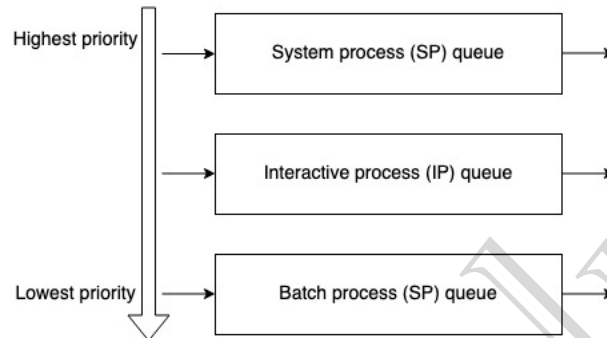 Highest priority
System process (SP) queue
Interactive process (IP) queue
Lowest priority
Batch process (SP) queue